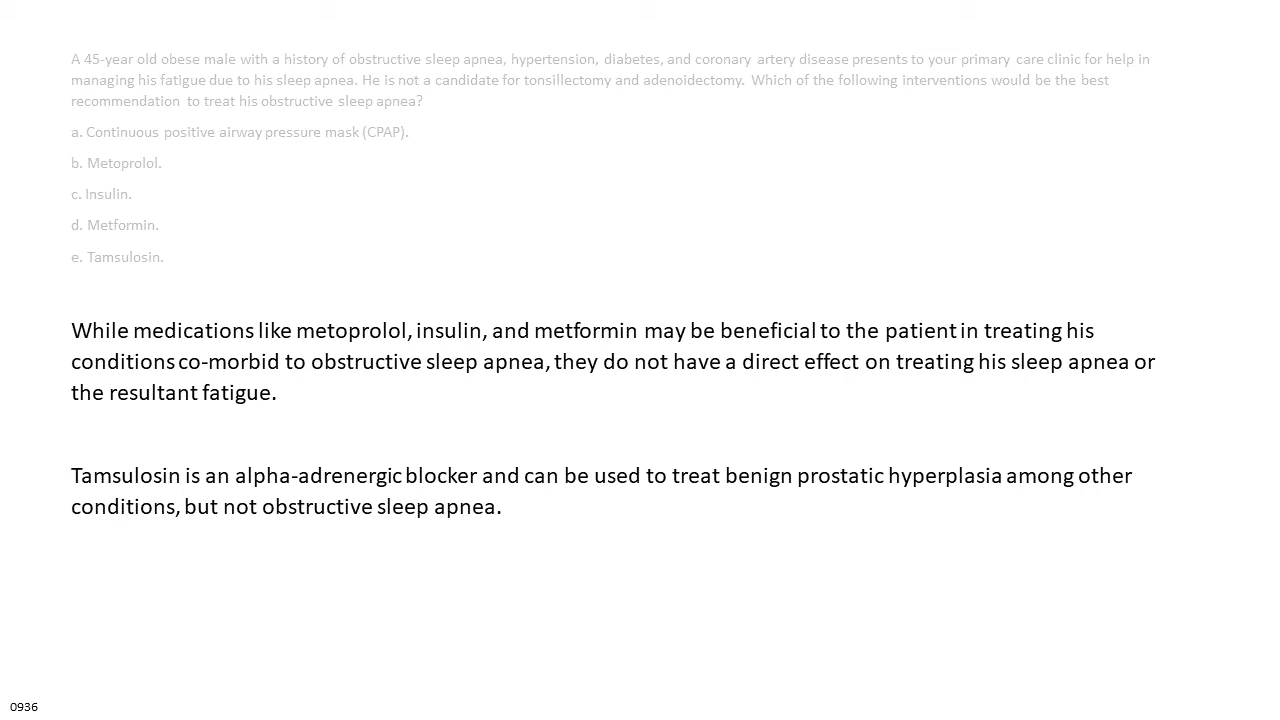 A 45-year old obese male with a history of obstructive sleep apnea, hypertension, diabetes, and coronary artery disease presents to your primary care clinic for help in
managing his fatigue due to his sleep apnea. He is not a candidate for tonsillectomy and adenoidectomy. Which of the following interventions would be the best
recommendation to treat his obstructive sleep apnea?
a. Continuous positive airway pressure mask (CPAP).
b. Metoprolol.
c. Insulin.
d. Metformin.
e. Tamsulosin.
While medications like metoprolol, insulin, and metformin may be beneficial to the patient in treating his
conditions co-morbid to obstructive sleep apnea, they do not have a direct effect on treating his sleep apnea or
the resultant fatigue.
Tamsulosin is an alpha-adrenergic blocker and can be used to treat benign prostatic hyperplasia among other
conditions, but not obstructive sleep apnea.
0936